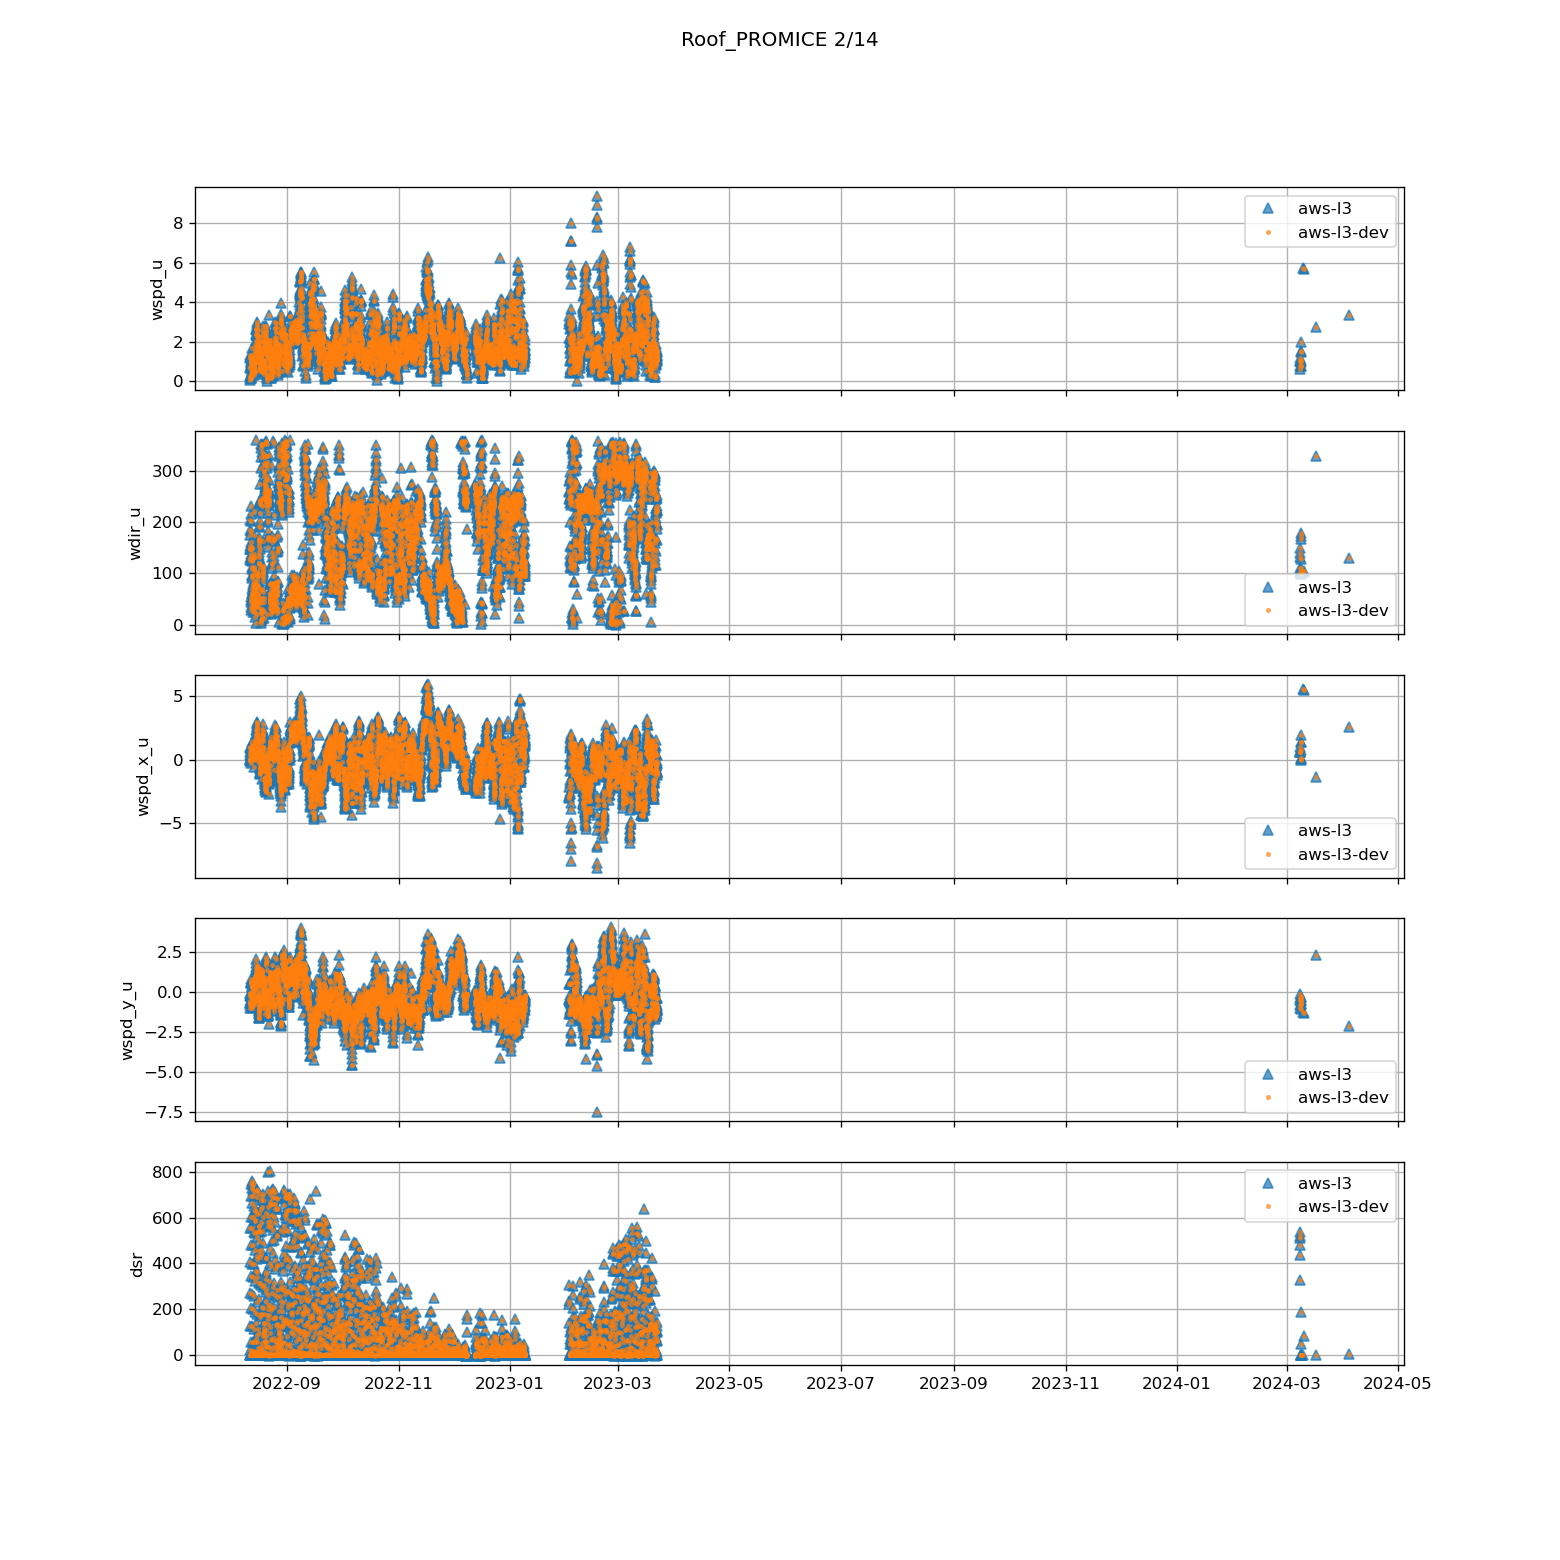 Roof_PROMICE 2/14
wspd_u
8
6
4
2
0
aws-l3
aws-l3-dev
wdir_u
300
200
100
0
aws-l3
aws-l3-dev
wspd_x_u
5
0
−5
aws-l3
aws-l3-dev
wspd_y_u
2.5
0.0
−2.5
−5.0
−7.5
aws-l3
aws-l3-dev
dsr
800
600
400
200
0
aws-l3
aws-l3-dev
2022-09 2022-11 2023-01 2023-03 2023-05 2023-07 2023-09 2023-11 2024-01 2024-03 2024-05